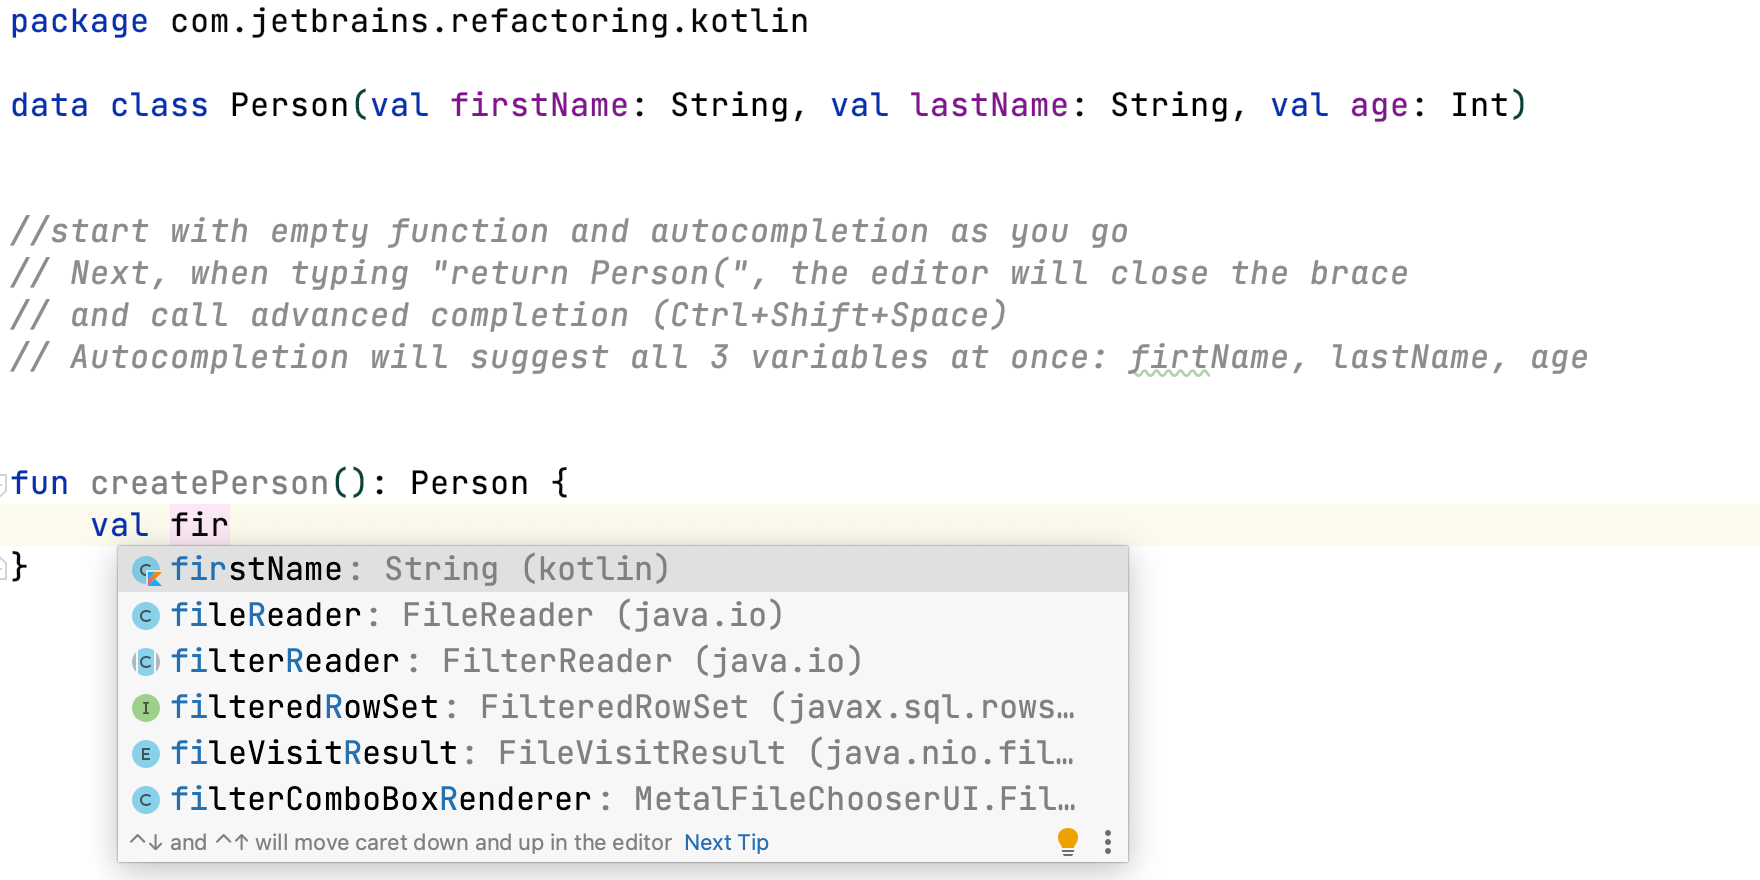 package com.jetbrains.refactoring.kotlin
data class Person(val firstName: String, val lastName: String, val age: Int)
//start with empty function and autocompletion as you go
// Next, when typing "return Person(", the editor will close the brace
// and call advanced completion (Ctrl+Shift+Space)
// Autocompletion will suggest all 3 variables at once: firtName, lastName, age
fun createPerson(): Person {
val fir
}
firstName: String (kotlin)
fileReader: FileReader (java.io)
filterReader: FilterReader (java.io)
filteredRowSet: FilteredRowSet (javax.sql.rows…
fileVisitResult: FileVisitResult (java.nio.fil…
filterComboBoxRenderer: MetalFileChooserUI.Fil…
^↓ and ^↑ will move caret down and up in the editor Next Tip